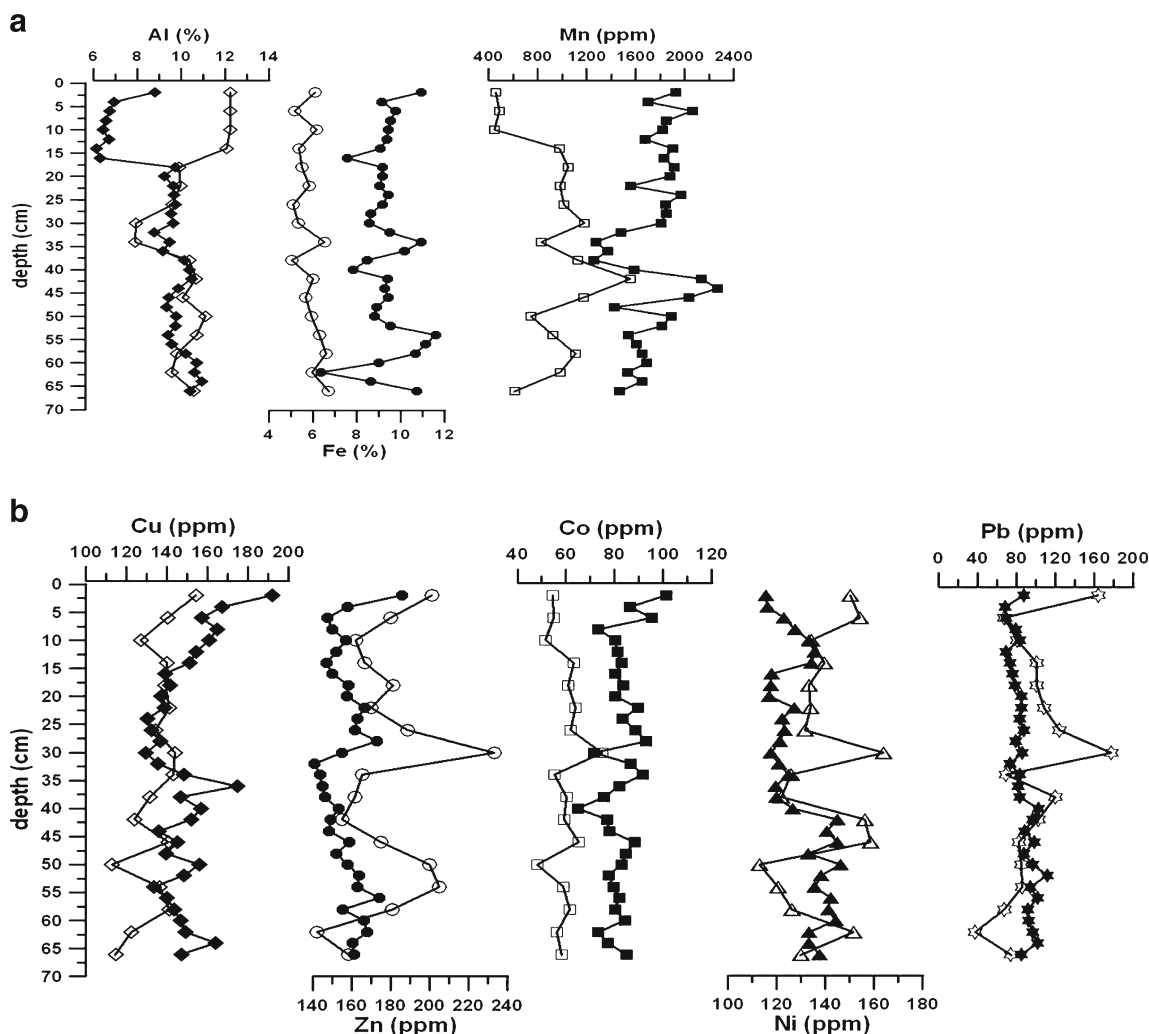 a
Al (%)
6 8 10 12 14
Mn (ppm)
400 800 1200 1600 2000 2400
depth (cm)
0
5
10
15
20
25
30
35
40
45
50
55
60
65
70
4 6 8 10 12
Fe (%)
b
Cu (ppm)
100 120 140 160 180 200
Co (ppm)
40 60 80 100 120
Pb (ppm)
0 40 80 120 160 200
depth (cm)
0
5
10
15
20
25
30
35
40
45
50
55
60
65
70
140 160 180 200 220 240
Zn (ppm)
100 120 140 160 180
Ni (ppm)